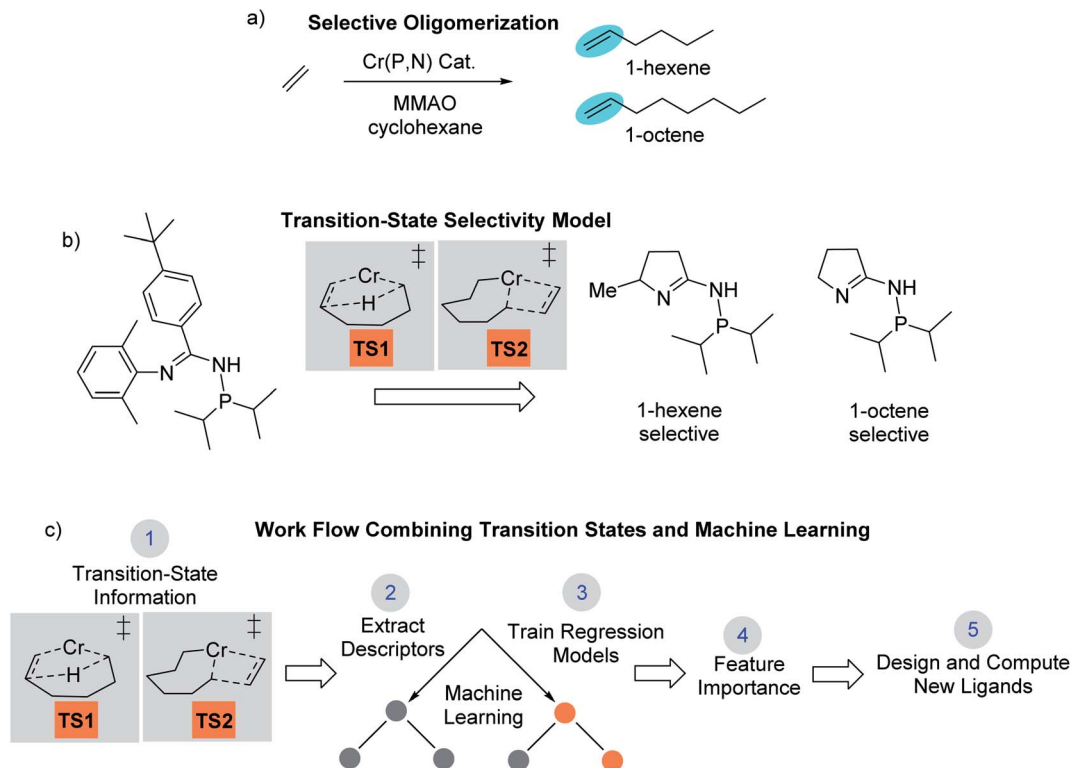 a)
Selective Oligomerization
Cr(P,N) Cat.
MMAO
cyclohexane
1-hexene
1-octene
b)
Transition-State Selectivity Model
N
NH
P
Cr
H
‡
TS1
Cr
‡
TS2
Me
N
NH
P
1-hexene
selective
N
NH
P
1-octene
selective
c)
Work Flow Combining Transition States and Machine Learning
1
Transition-State
Information
Cr
H
‡
TS1
Cr
‡
TS2
2
Extract
Descriptors
3
Train Regression
Models
Machine
Learning
4
Feature
Importance
5
Design and Compute
New Ligands